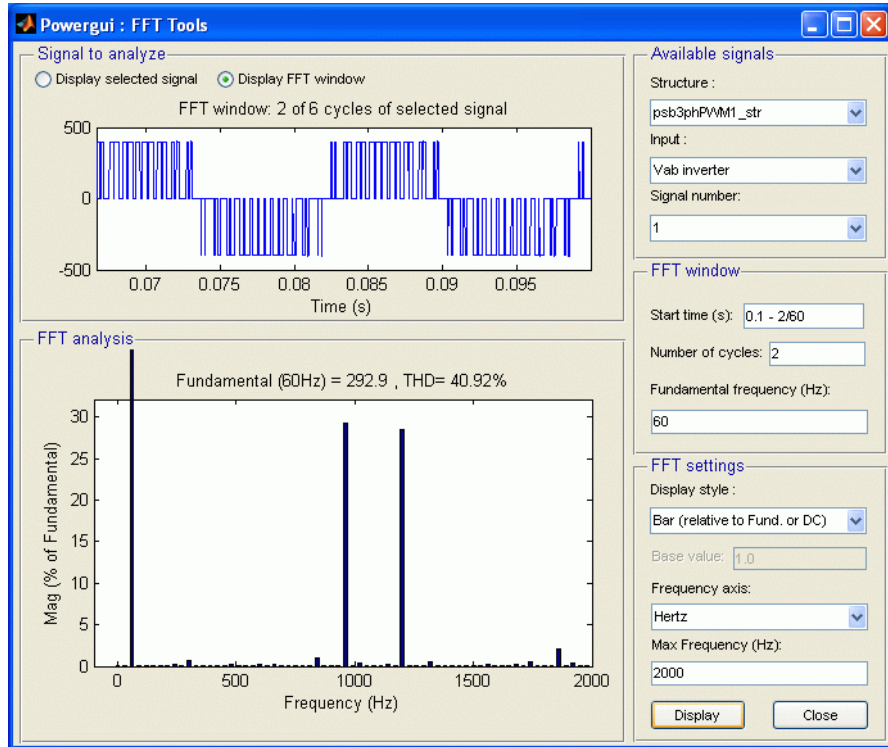 Powergui : FFT Tools
Signal to analyze
Display selected signal
Display FFT window
FFT window: 2 of 6 cycles of selected signal
500
0
-500
0.07
0.075
0.08
0.085
0.09
0.095
Time (s)
FFT analysis
Fundamental (60Hz) = 292.9 , THD= 40.92%
30
25
20
15
10
5
0
Mag (% of Fundamental)
0
500
1000
1500
2000
Frequency (Hz)
Available signals
Structure :
psb3phPWM1_str
Input :
Vab inverter
Signal number:
1
FFT window
Start time (s): 0.1 - 2/60
Number of cycles: 2
Fundamental frequency (Hz):
60
FFT settings
Display style :
Bar (relative to Fund. or DC)
Base value: 1.0
Frequency axis:
Hertz
Max Frequency (Hz):
2000
Display
Close